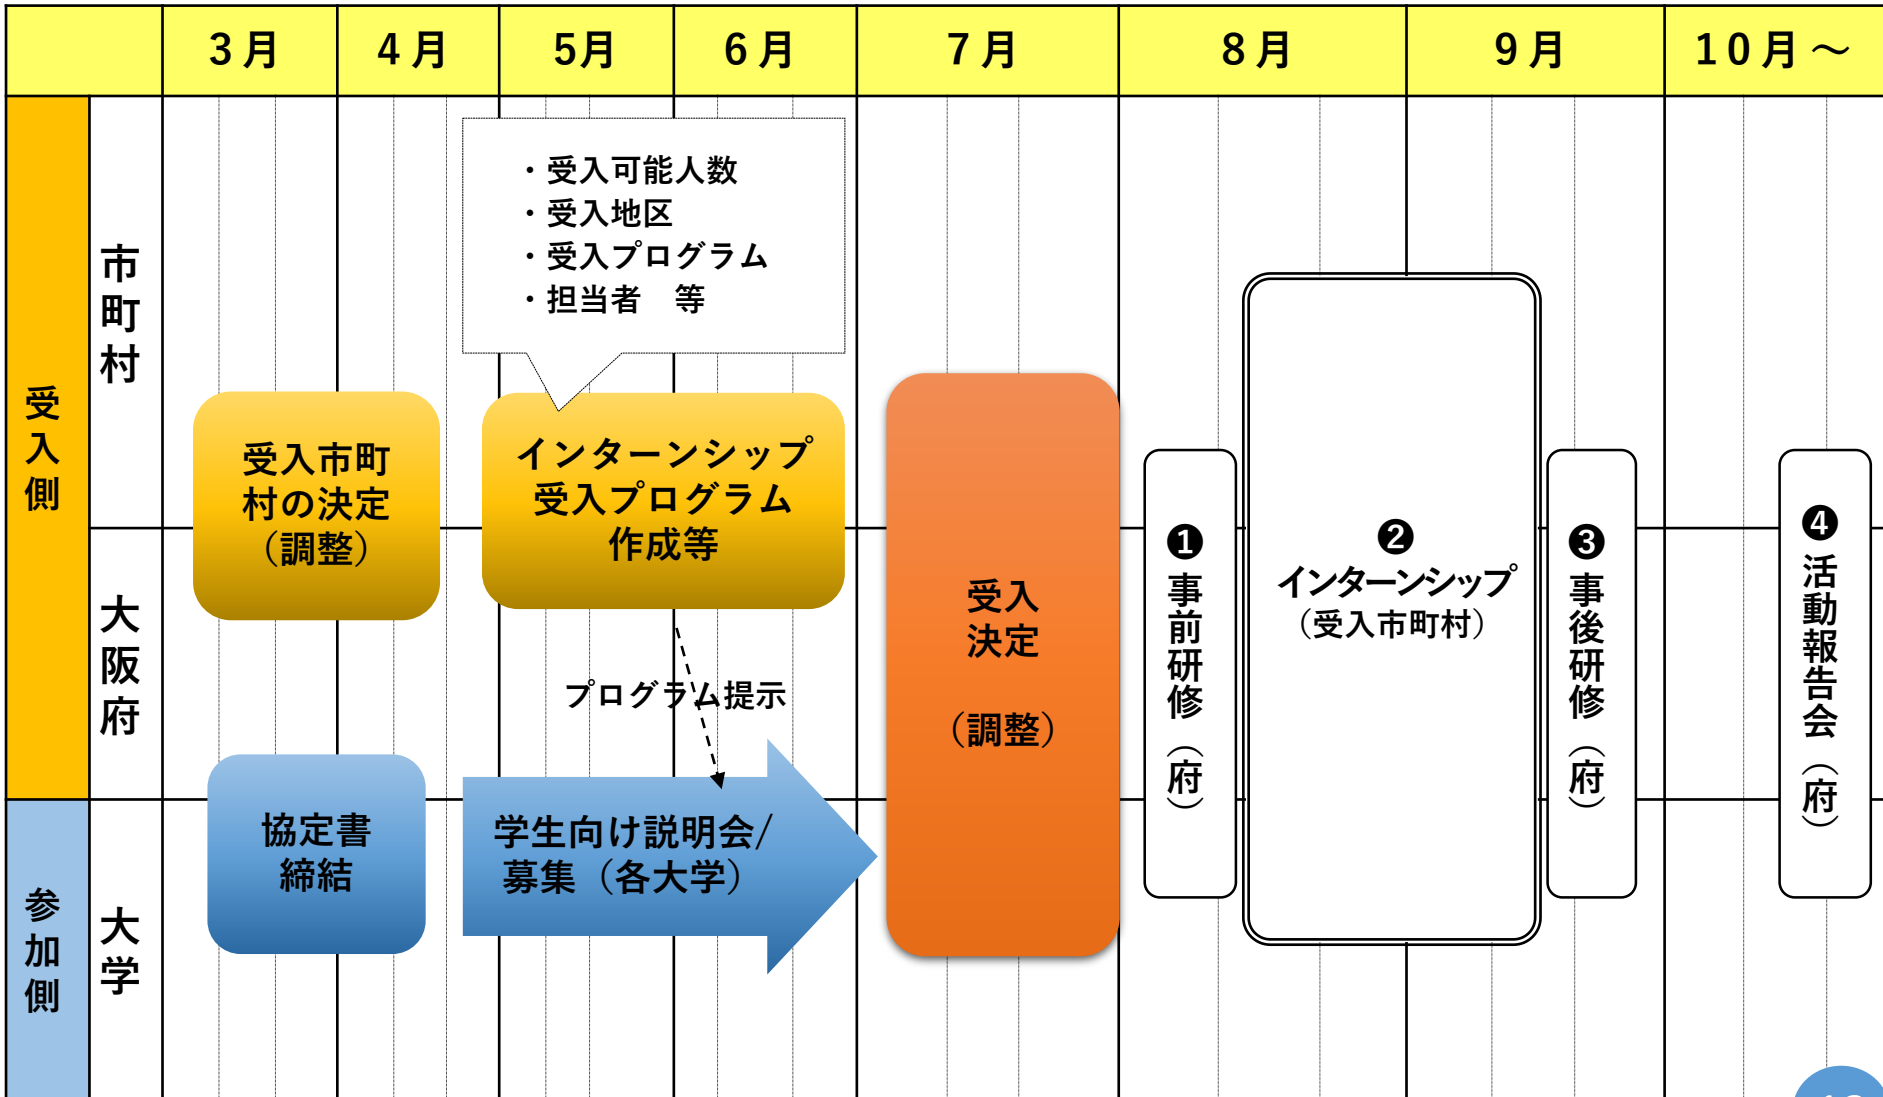 3月
4月
5月
6月
7月
8月
9月
10月～
受入側
市町村
大阪府
参加側
大学
・受入可能人数
・受入地区
・受入プログラム
・担当者　等
受入市町
村の決定
（調整）
インターンシップ
受入プログラム
作成等
プログラム提示
協定書
締結
学生向け説明会/
募集（各大学）
受入
決定
（調整）
❶事前研修（府）
❷
インターンシップ
（受入市町村）
❸事後研修（府）
❹活動報告会（府）